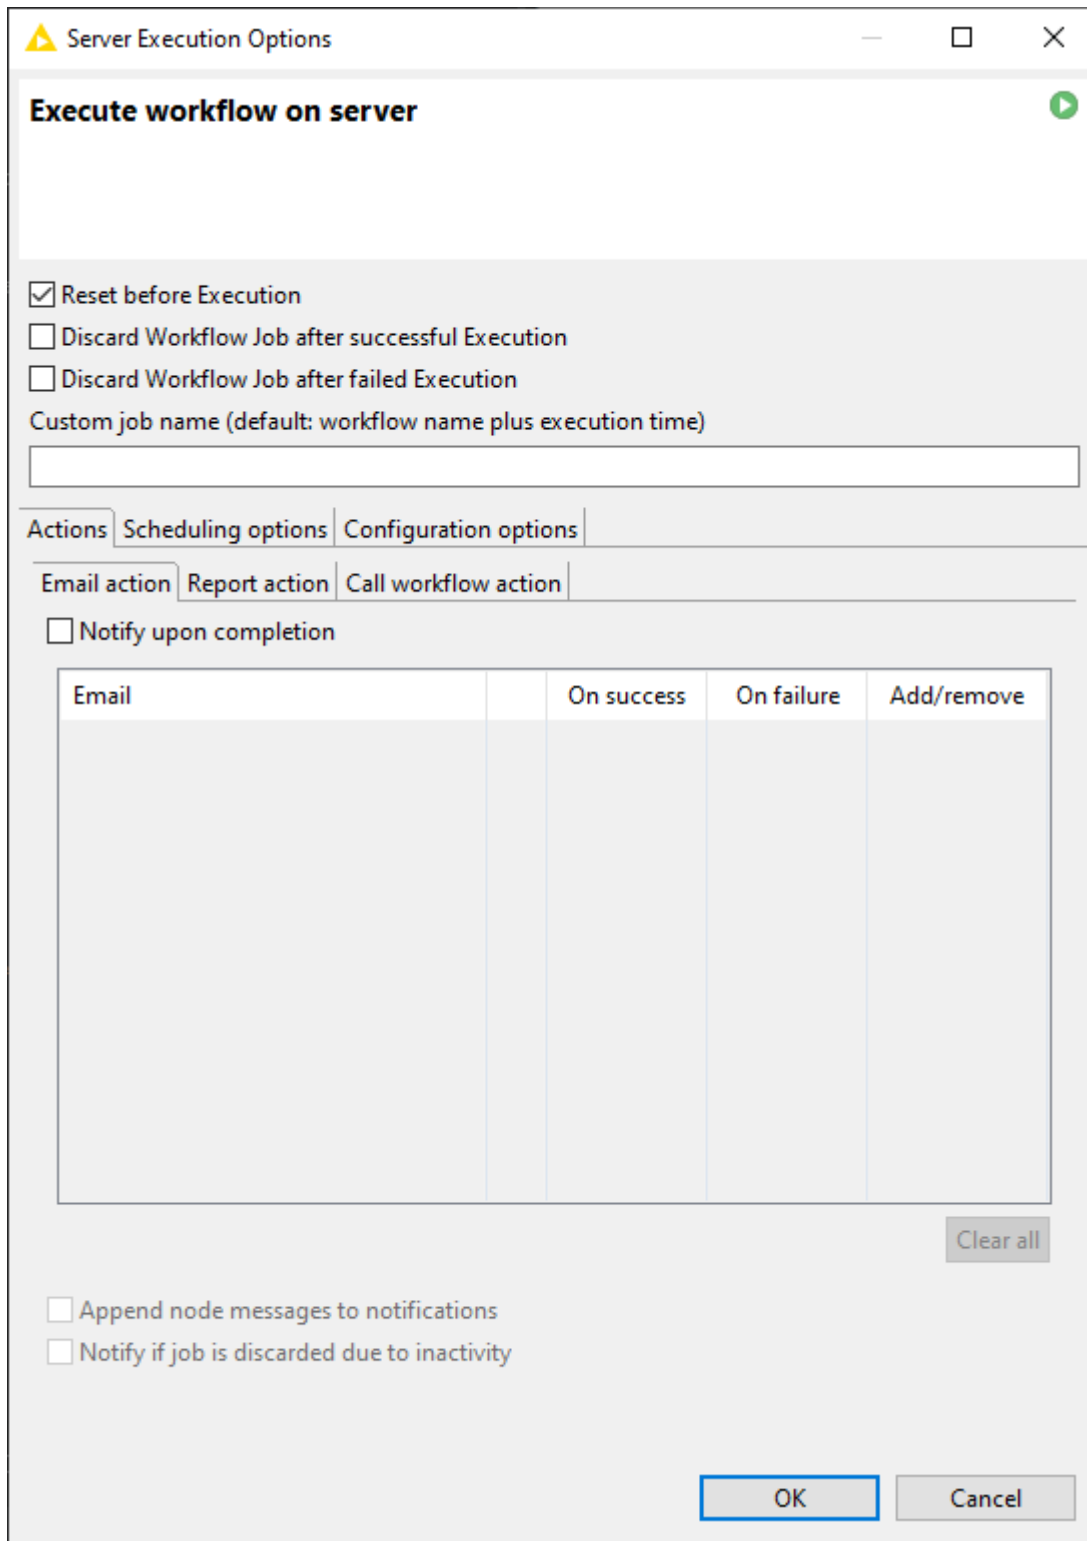 Server Execution Options
Execute workflow on server
Reset before Execution
Discard Workflow Job after successful Execution
Discard Workflow Job after failed Execution
Custom job name (default: workflow name plus execution time)
Actions Scheduling options Configuration options
Email action Report action Call workflow action
Notify upon completion
Email On success On failure Add/remove
Clear all
Append node messages to notifications
Notify if job is discarded due to inactivity
OK Cancel